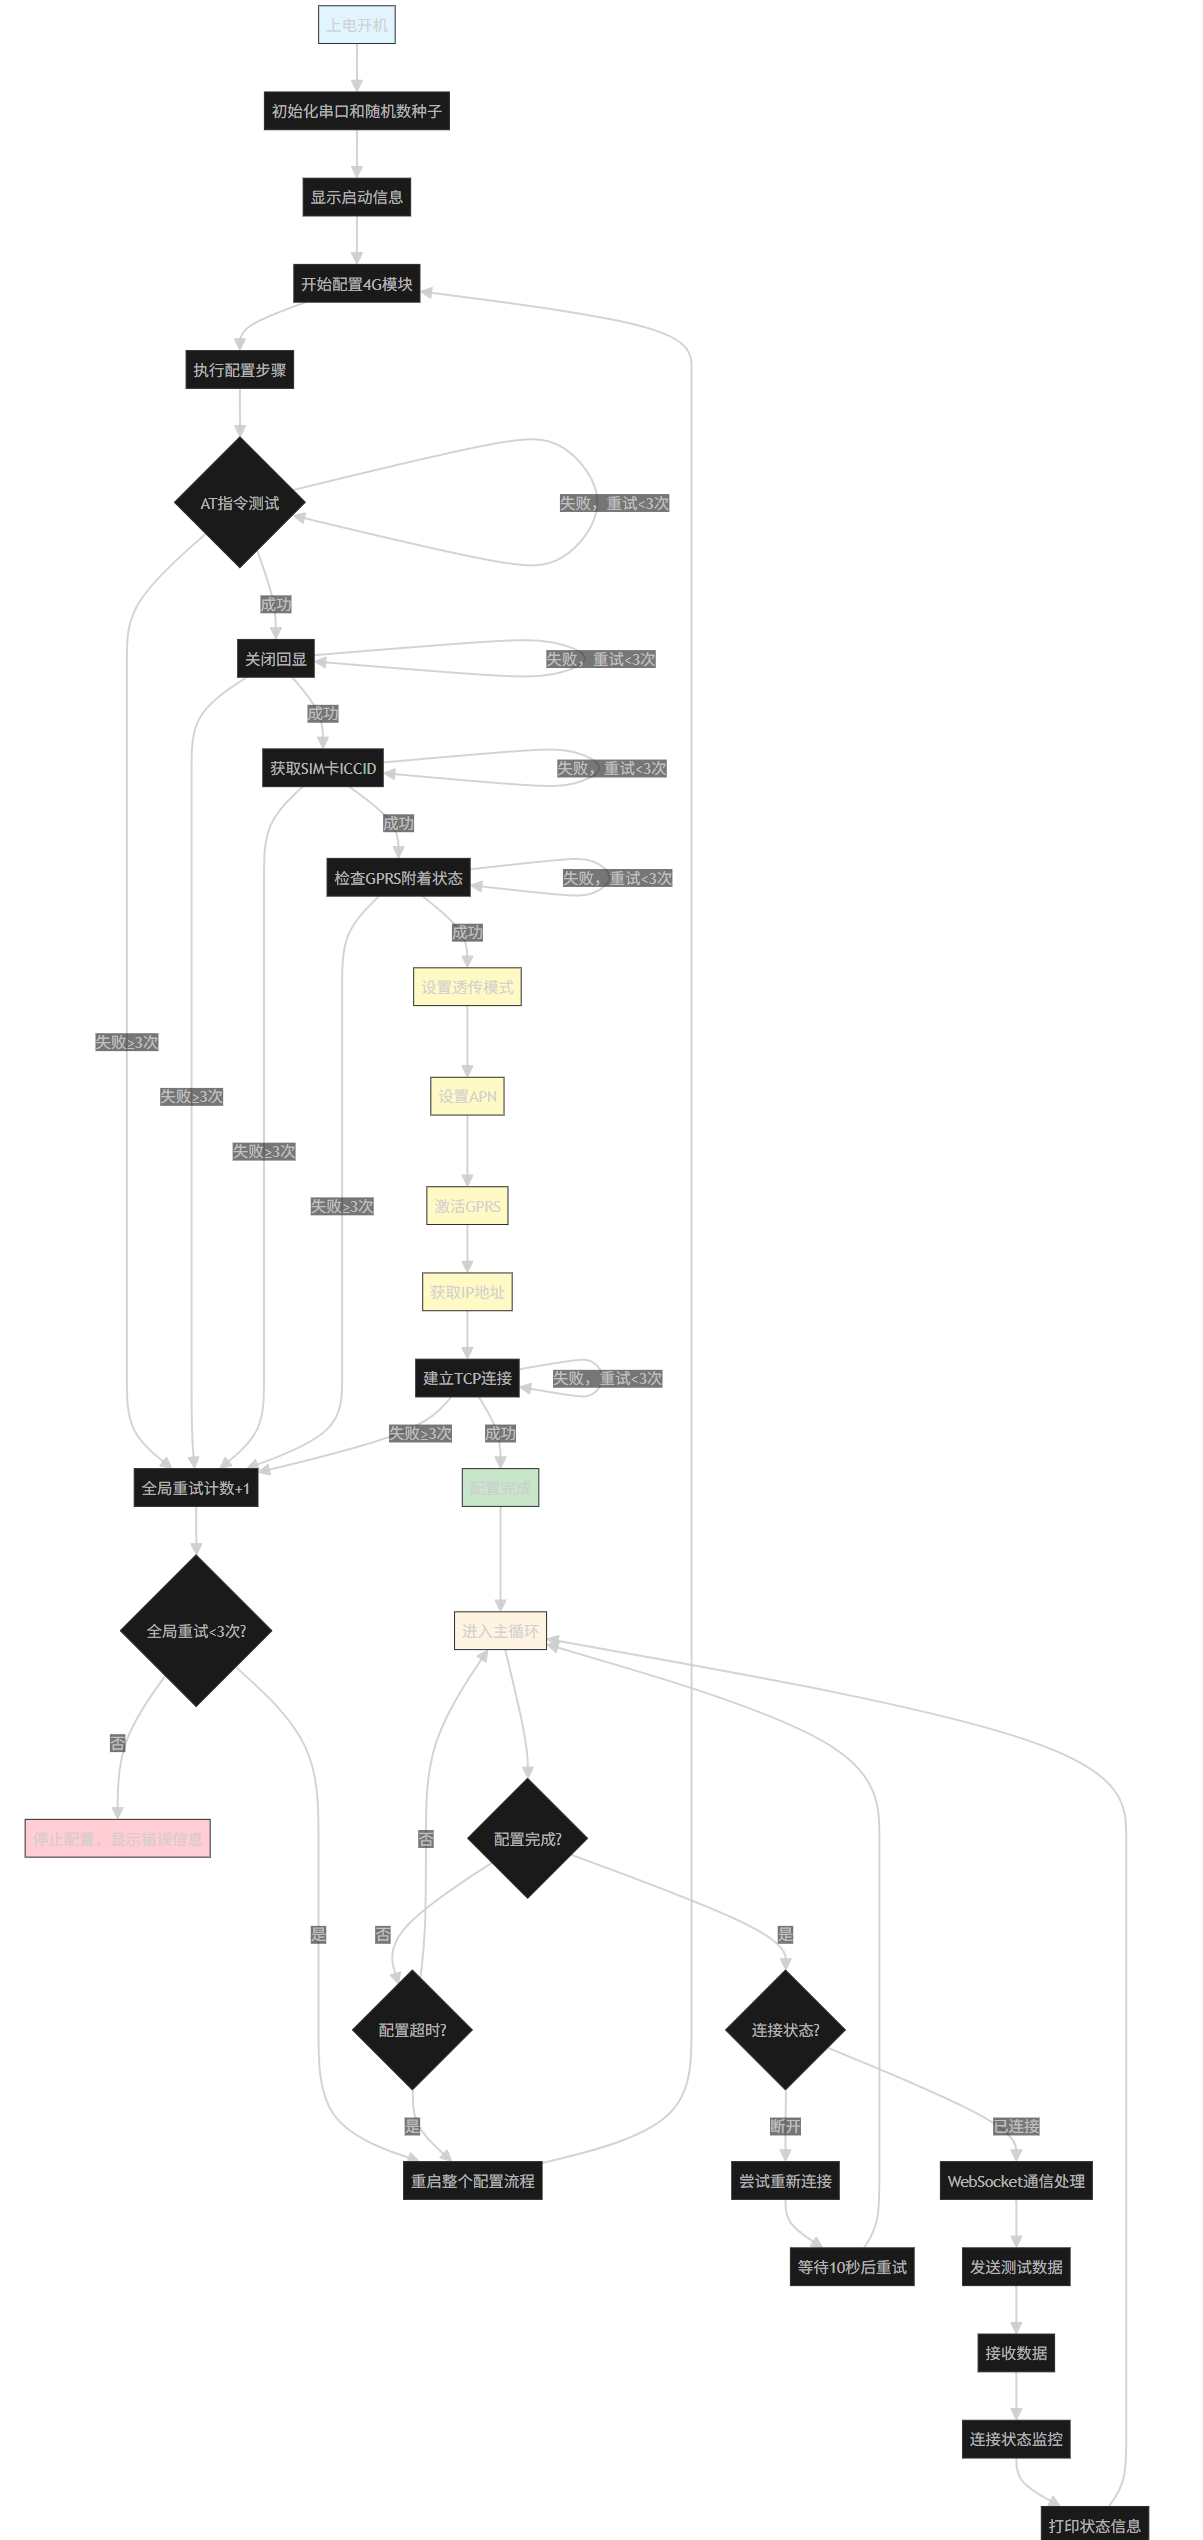 上电开机
初始化串口和随机数种子
显示启动信息
开始配置4G模块
执行配置步骤
AT指令测试
失败，重试<3次
成功
关闭回显
失败，重试<3次
成功
获取SIM卡ICCID
失败，重试<3次
成功
检查GPRS附着状态
失败，重试<3次
成功
设置透传模式
失败≥3次
设置APN
失败≥3次
失败≥3次
激活GPRS
失败≥3次
获取IP地址
建立TCP连接
失败，重试<3次
失败≥3次
成功
全局重试计数+1
配置完成
全局重试<3次?
进入主循环
否
停止配置，显示错误信息
否
配置完成?
是
否
是
配置超时?
连接状态?
是
断开
已连接
重启整个配置流程
尝试重新连接
WebSocket通信处理
等待10秒后重试
发送测试数据
接收数据
连接状态监控
打印状态信息